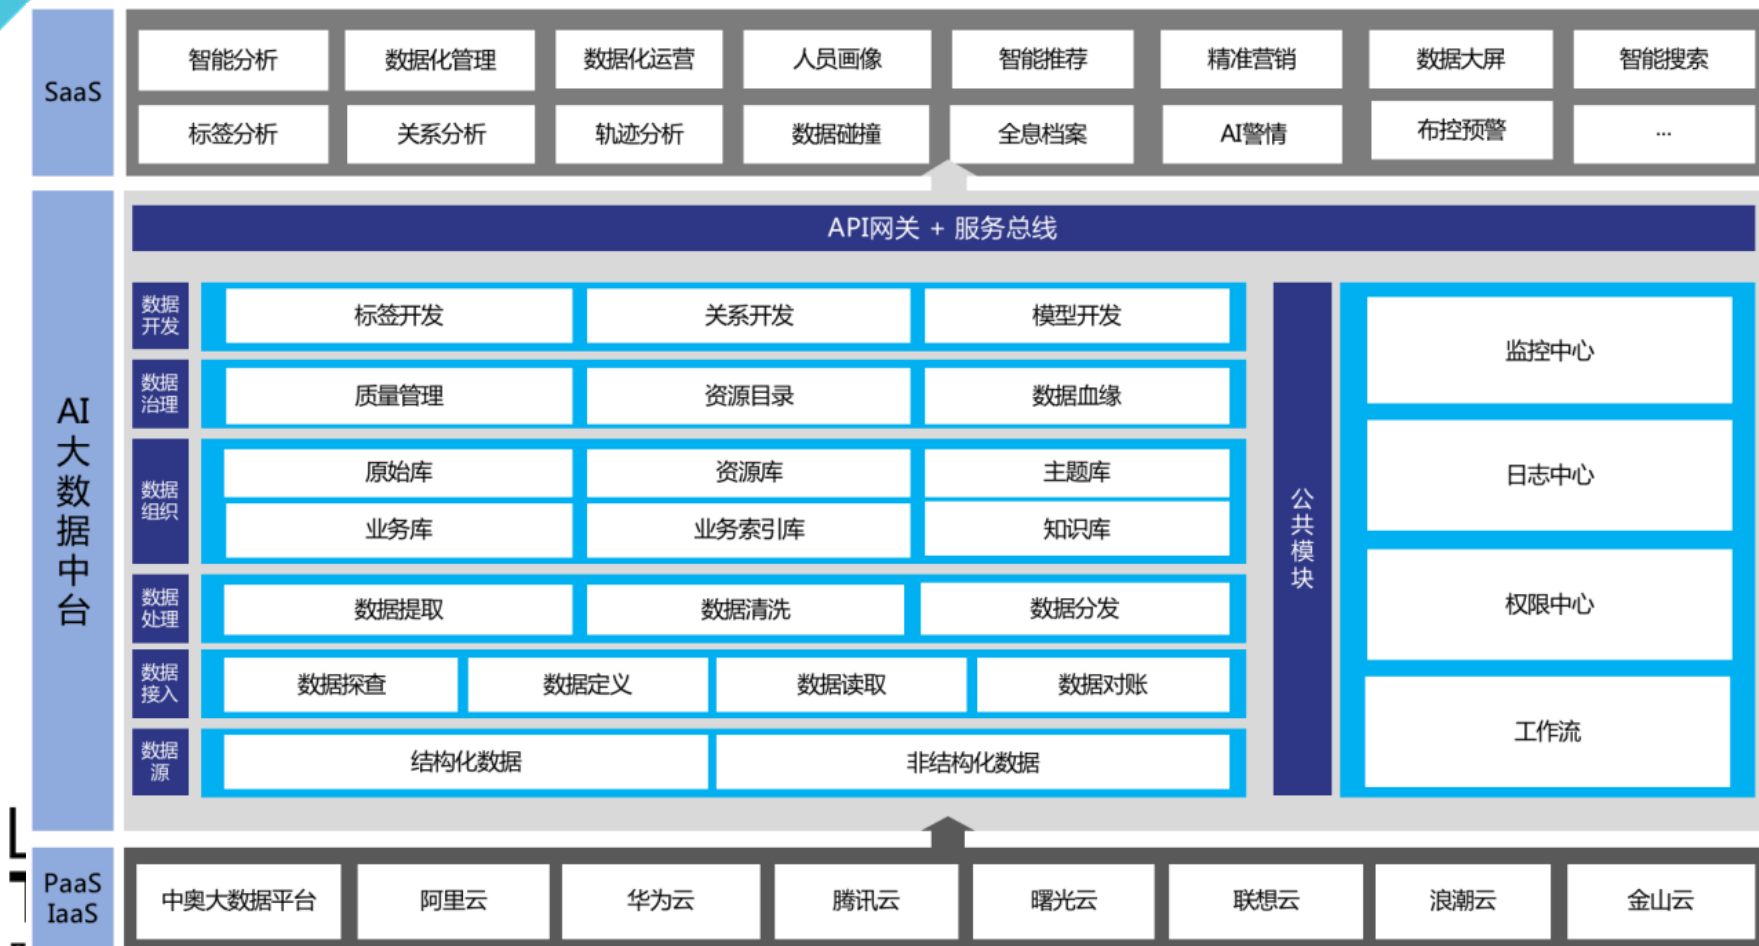 SaaS
智能分析
数据化管理
数据化运营
人员画像
智能推荐
精准营销
数据大屏
智能搜索
标签分析
关系分析
轨迹分析
数据碰撞
全息档案
AI警情
布控预警
...
AI
大
数
据
中
台
API网关 + 服务总线
数据
开发
标签开发
关系开发
模型开发
数据
治理
质量管理
资源目录
数据血缘
数据
组织
原始库
资源库
主题库
业务库
业务索引库
知识库
数据
处理
数据提取
数据清洗
数据分发
数据
接入
数据探查
数据定义
数据读取
数据对账
数据
源
结构化数据
非结构化数据
公
共
模
块
监控中心
日志中心
权限中心
工作流
PaaS
IaaS
中奥大数据平台
阿里云
华为云
腾讯云
曙光云
联想云
浪潮云
金山云